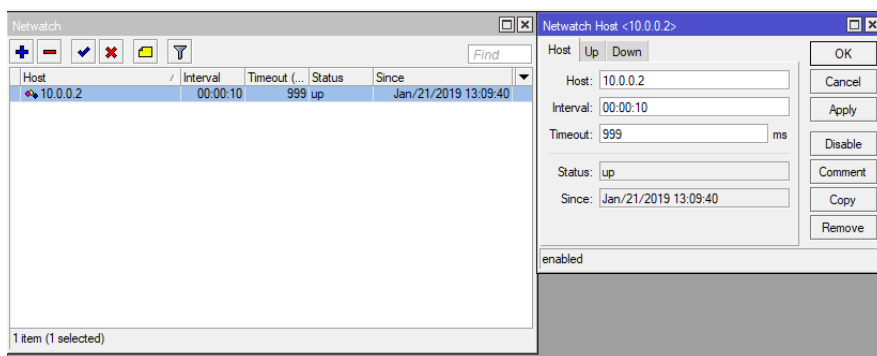 Netwatch
Find
Host Interval Timeout (... Status Since
10.0.0.2 00:00:10 999 up Jan/21/2019 13:09:40
1 item (1 selected)
Netwatch Host <10.0.0.2>
Host Up Down
Host: 10.0.0.2
Interval: 00:00:10
Timeout: 999 ms
Status: up
Since: Jan/21/2019 13:09:40
enabled
OK
Cancel
Apply
Disable
Comment
Copy
Remove